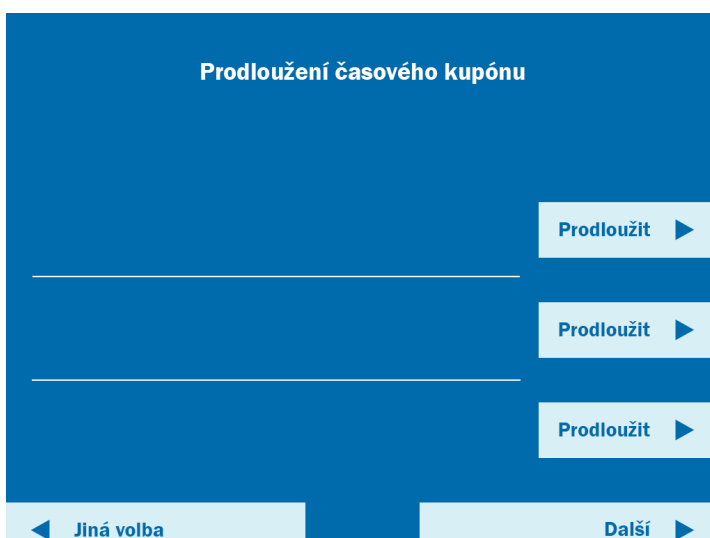 Prodloužení časového kupónu
Prodloužit
Prodloužit
Prodloužit
Jiná volba
Další